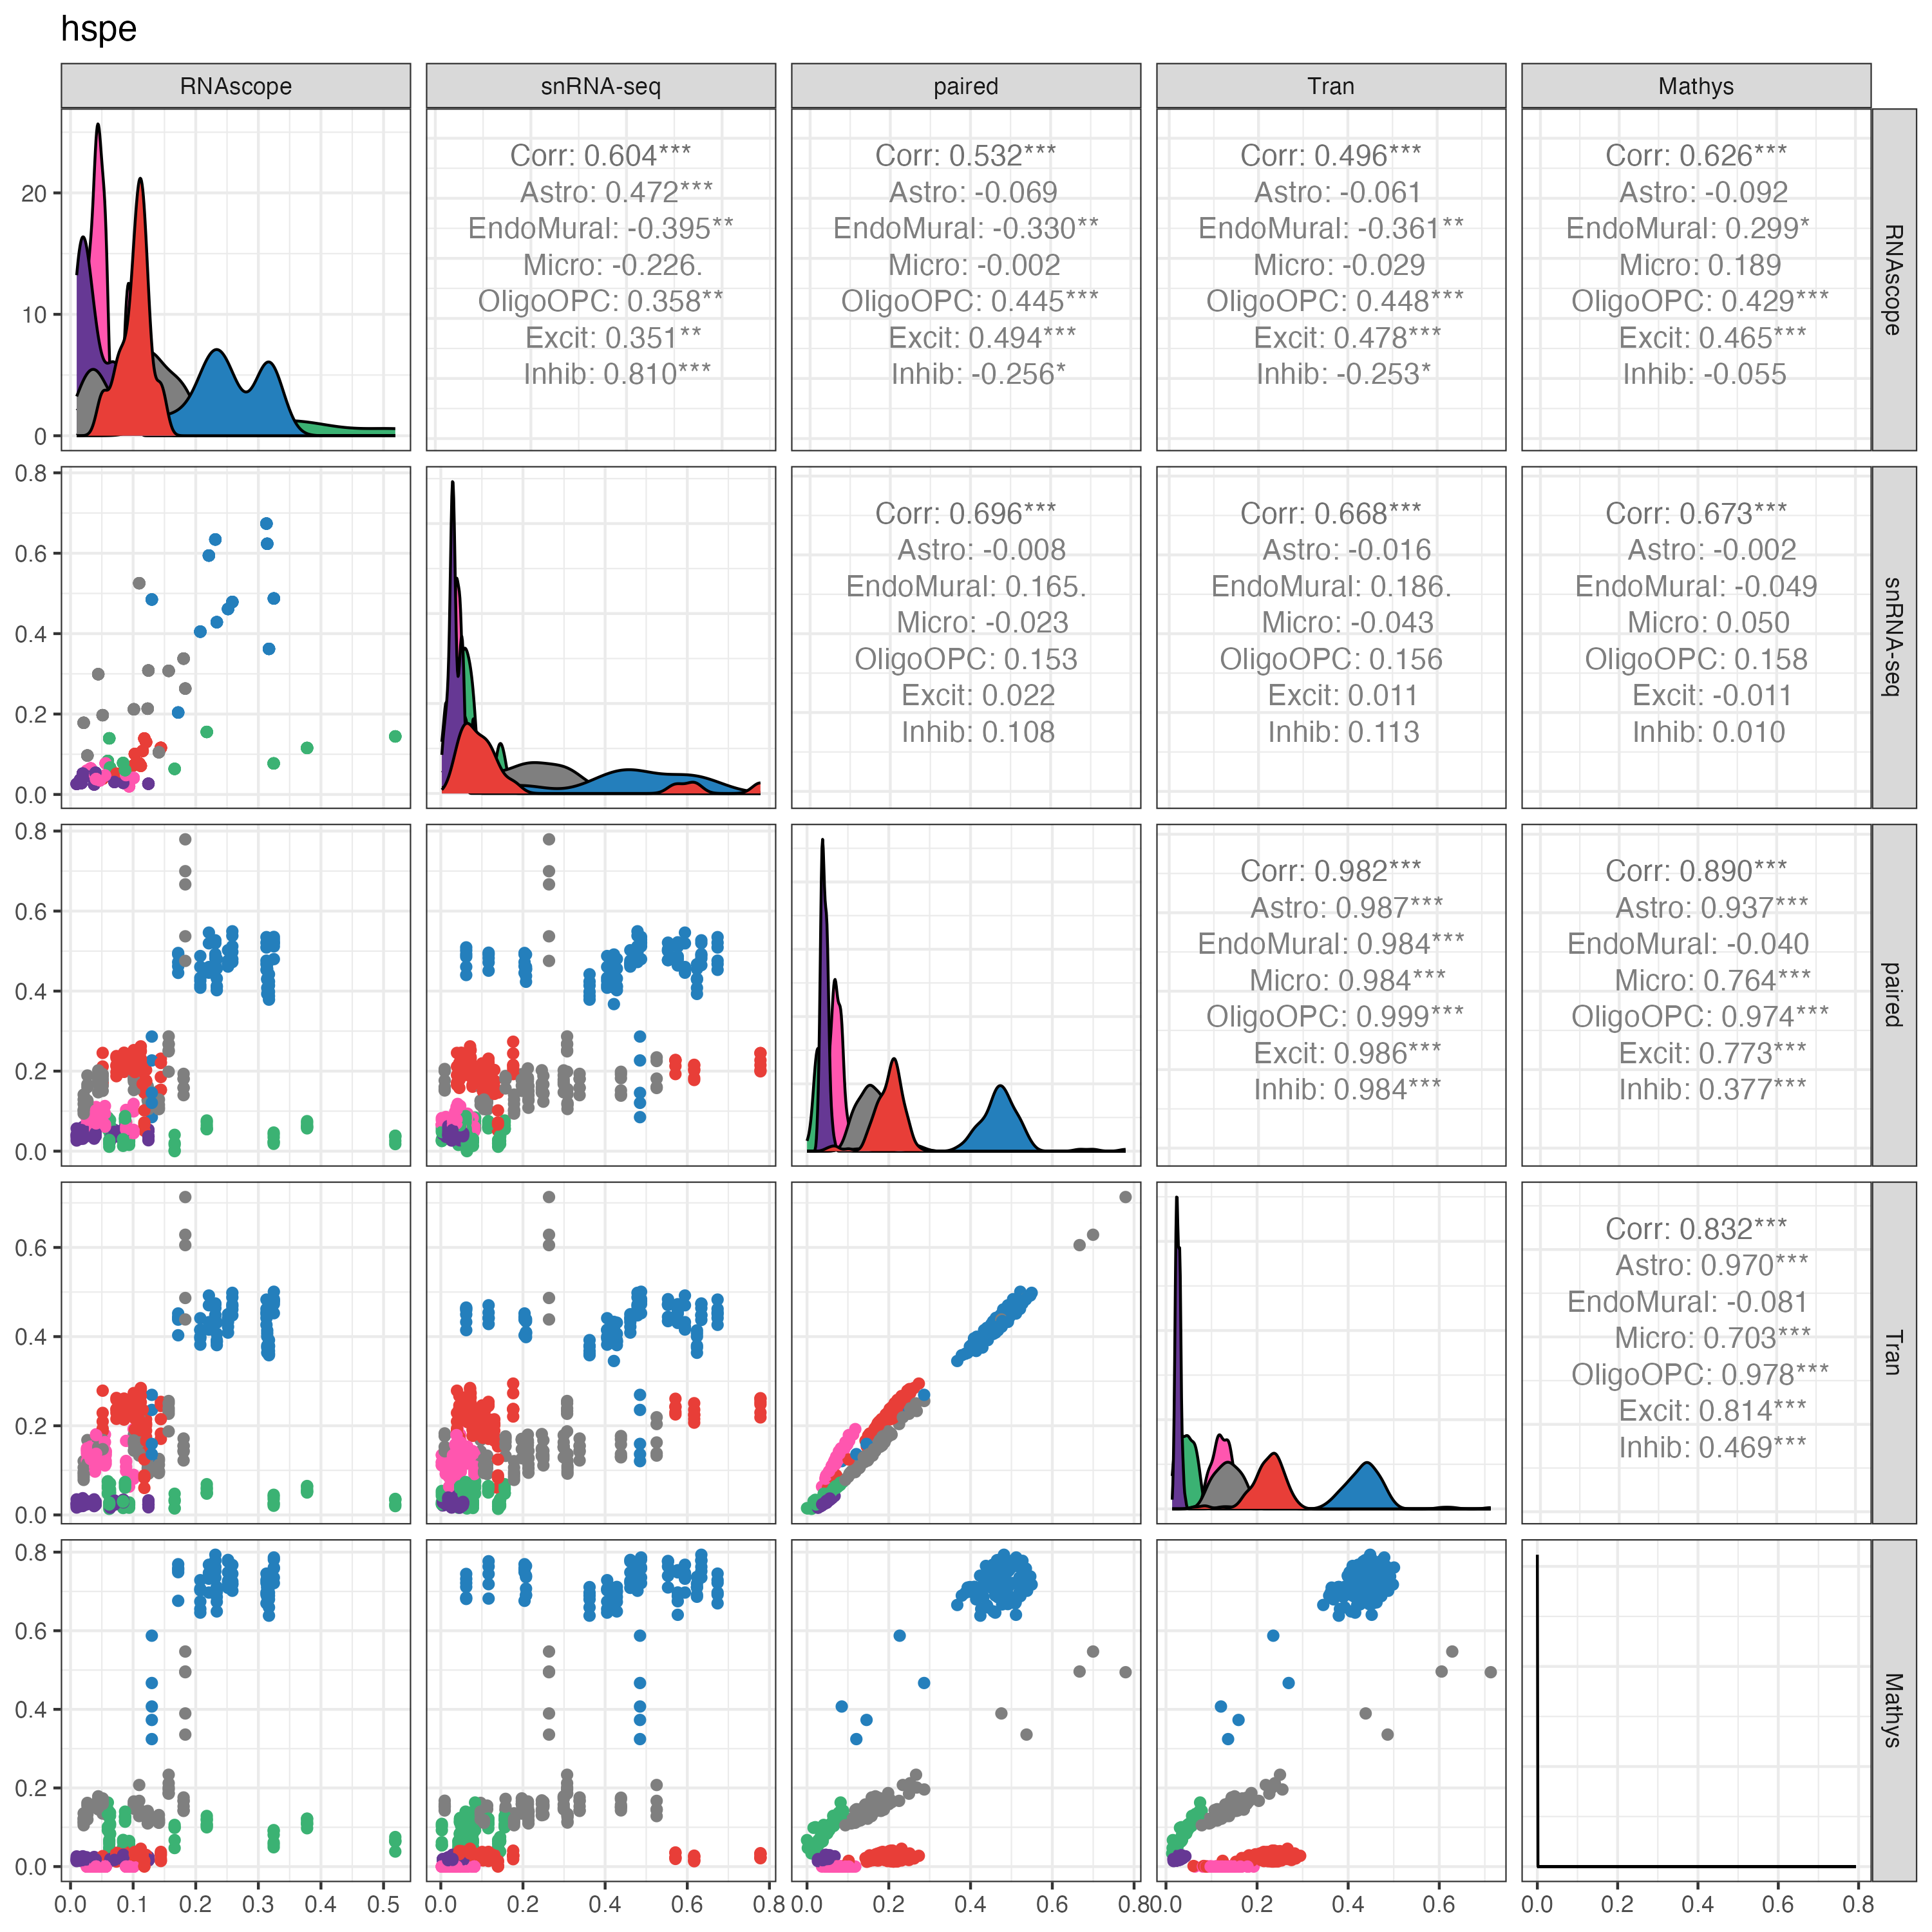 hspe
RNAscope
snRNA-seq
paired
Tran
Mathys
20
10
0
Corr: 0.604***
Astro: 0.472***
EndoMural: -0.395**
Micro: -0.226.
OligoOPC: 0.358**
Excit: 0.351**
Inhib: 0.810***
Corr: 0.532***
Astro: -0.069
EndoMural: -0.330**
Micro: -0.002
OligoOPC: 0.445***
Excit: 0.494***
Inhib: -0.256*
Corr: 0.496***
Astro: -0.061
EndoMural: -0.361**
Micro: -0.029
OligoOPC: 0.448***
Excit: 0.478***
Inhib: -0.253*
Corr: 0.626***
Astro: -0.092
EndoMural: 0.299*
Micro: 0.189
OligoOPC: 0.429***
Excit: 0.465***
Inhib: -0.055
RNAscope
0.8
0.6
0.4
0.2
0.0
Corr: 0.696***
Astro: -0.008
EndoMural: 0.165.
Micro: -0.023
OligoOPC: 0.153
Excit: 0.022
Inhib: 0.108
Corr: 0.668***
Astro: -0.016
EndoMural: 0.186.
Micro: -0.043
OligoOPC: 0.156
Excit: 0.011
Inhib: 0.113
Corr: 0.673***
Astro: -0.002
EndoMural: -0.049
Micro: 0.050
OligoOPC: 0.158
Excit: -0.011
Inhib: 0.010
snRNA-seq
0.8
0.6
0.4
0.2
0.0
Corr: 0.982***
Astro: 0.987***
EndoMural: 0.984***
Micro: 0.984***
OligoOPC: 0.999***
Excit: 0.986***
Inhib: 0.984***
Corr: 0.890***
Astro: 0.937***
EndoMural: -0.040
Micro: 0.764***
OligoOPC: 0.974***
Excit: 0.773***
Inhib: 0.377***
paired
0.6
0.4
0.2
0.0
Corr: 0.832***
Astro: 0.970***
EndoMural: -0.081
Micro: 0.703***
OligoOPC: 0.978***
Excit: 0.814***
Inhib: 0.469***
Tran
0.8
0.6
0.4
0.2
0.0
Mathys
0.0 0.1 0.2 0.3 0.4 0.5
0.0 0.2 0.4 0.6 0.8
0.0 0.2 0.4 0.6 0.8
0.0 0.2 0.4 0.6
0.0 0.2 0.4 0.6 0.8